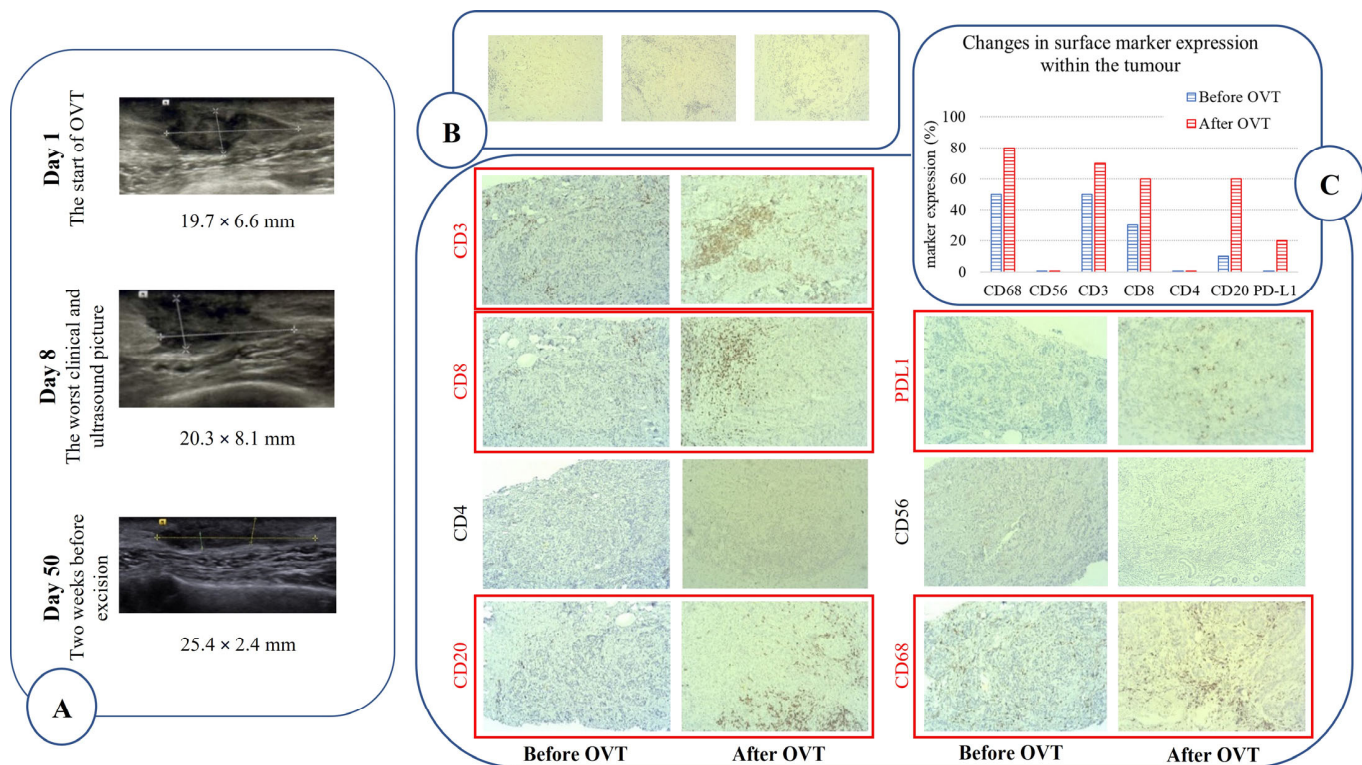 Day 1
The start of OVT
19.7 × 6.6 mm
Day 8
The worst clinical and
ultrasound picture
20.3 × 8.1 mm
Day 50
Two weeks before
excision
25.4 × 2.4 mm
A
B
Changes in surface marker expression
within the tumour
Before OVT
After OVT
marker expression (%)
100
80
60
40
20
0
CD68 CD56 CD3 CD8 CD4 CD20 PD-L1
C
CD3
CD8
CD4
CD20
Before OVT After OVT
PDL1
CD56
CD68
Before OVT After OVT